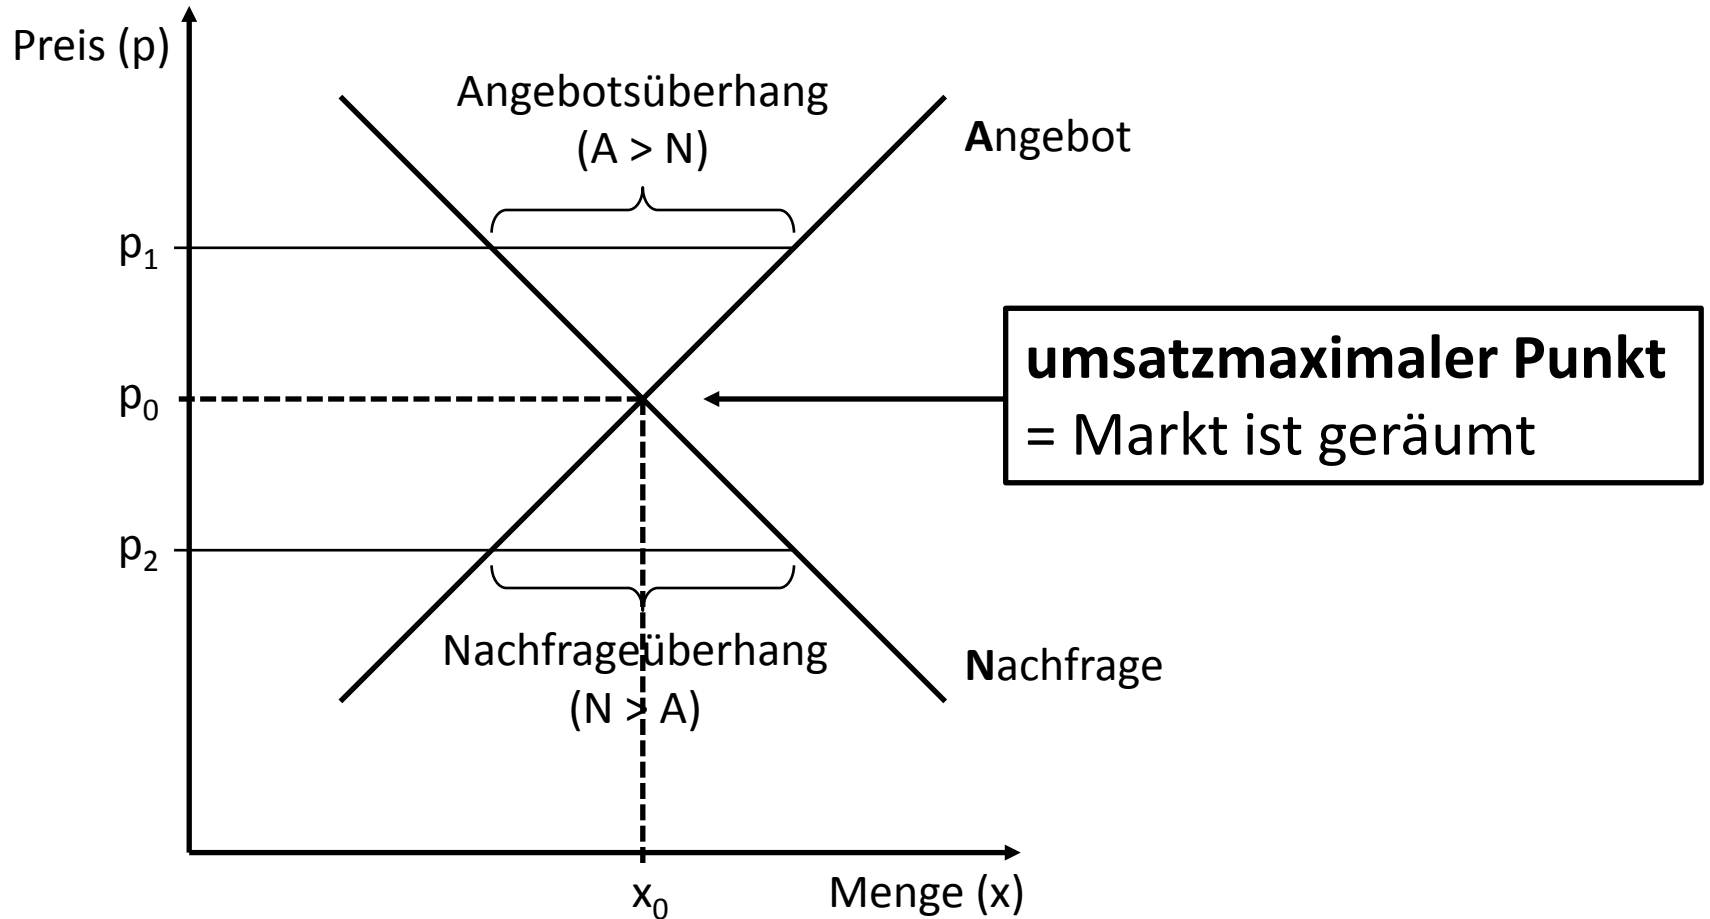 Preis (p)
Angebotsüberhang
(A > N)
Angebot
p₁
umsatzmaximaler Punkt
= Markt ist geräumt
p₀
p₂
Nachfrageüberhang
(N > A)
Nachfrage
x₀
Menge (x)